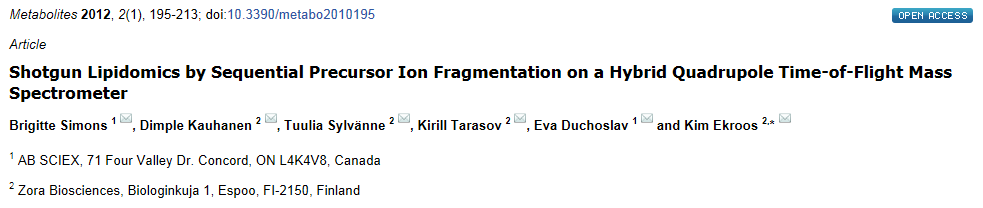 Metabolites 2012, 2(1), 195-213; doi:10.3390/metabo2010195
OPEN ACCESS
Article
Shotgun Lipidomics by Sequential Precursor Ion Fragmentation on a Hybrid Quadrupole Time-of-Flight Mass
Spectrometer
Brigitte Simons 1, Dimple Kauhanen 2, Tuulia Sylvänne 2, Kirill Tarasov 2, Eva Duchoslav 1 and Kim Ekroos 2,*
1 AB SCIEX, 71 Four Valley Dr. Concord, ON L4K4V8, Canada
2 Zora Biosciences, Biologinkuja 1, Espoo, FI-2150, Finland